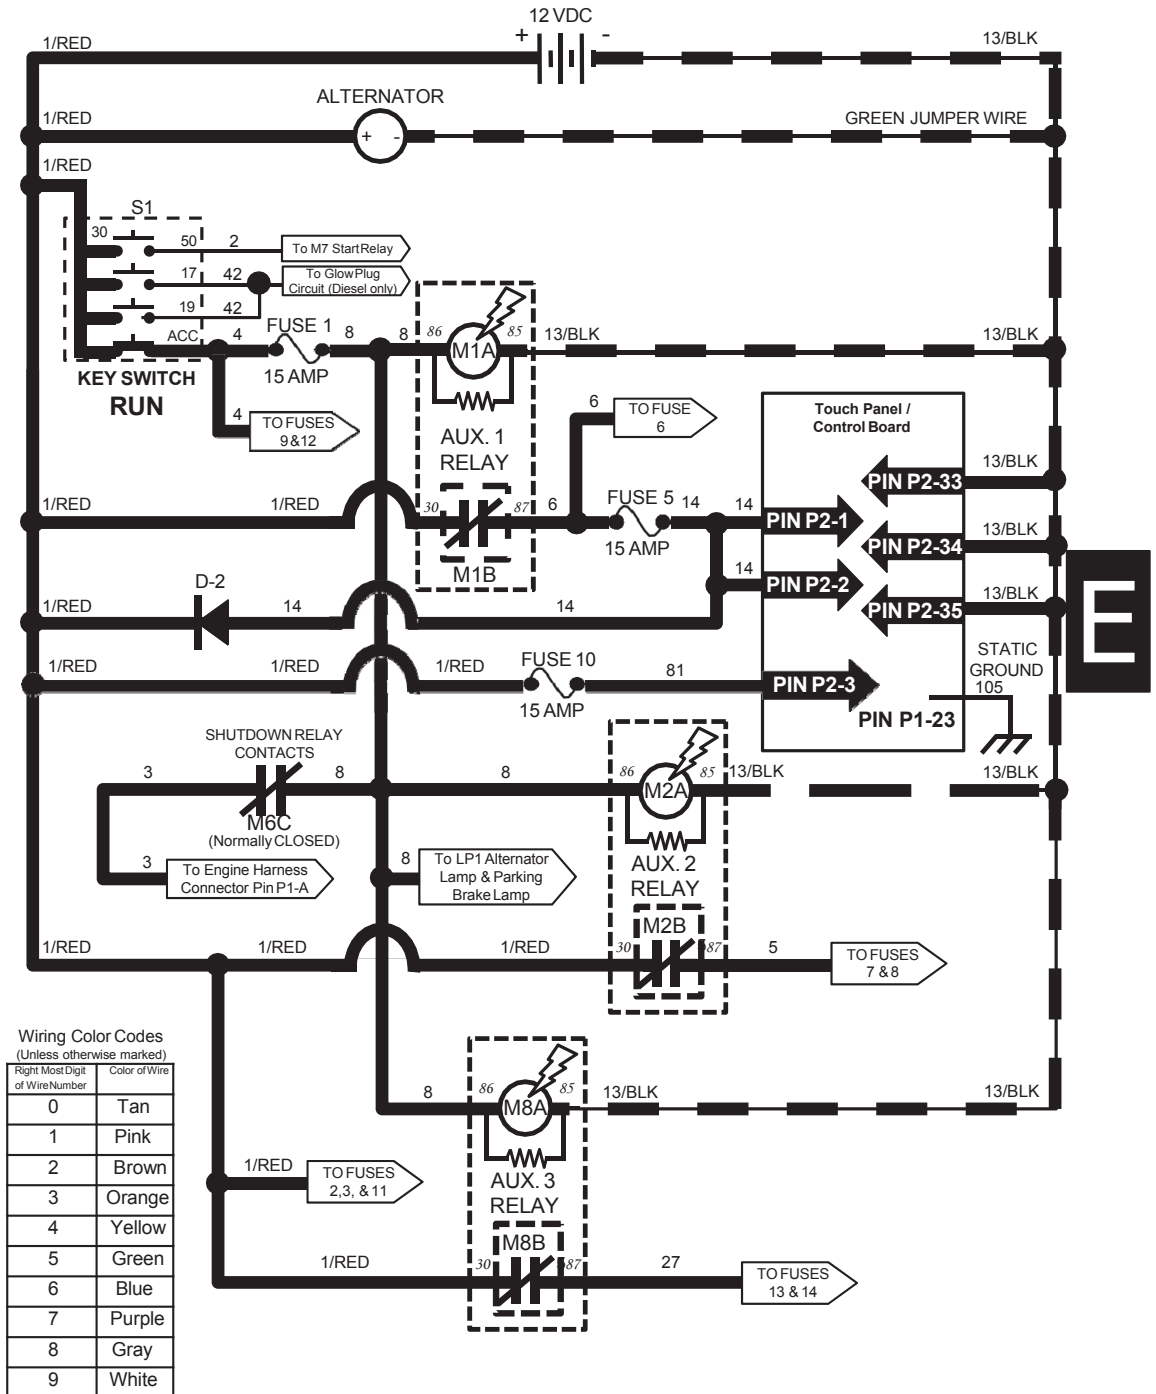 12 VDC
+ -
1/RED
13/BLK
ALTERNATOR
1/RED
+ -
GREEN JUMPER WIRE
1/RED
S1
30
50
2
To M7 Start Relay
17
42
To Glow Plug
Circuit (Diesel only)
19
42
ACC
4
FUSE 1
15 AMP
8
8
86
85
M1A
13/BLK
13/BLK
KEY SWITCH
RUN
4
TO FUSES
9 & 12
AUX. 1
RELAY
6
TO FUSE
6
Touch Panel /
Control Board
13/BLK
PIN P2-33
1/RED
1/RED
30
87
6
FUSE 5
15 AMP
14
14
PIN P2-1
13/BLK
PIN P2-34
M1B
14
PIN P2-2
13/BLK
PIN P2-35
E
1/RED
D-2
14
14
STATIC
GROUND
105
1/RED
1/RED
1/RED
FUSE 10
15 AMP
81
PIN P2-3
PIN P1-23
SHUTDOWN RELAY
CONTACTS
3
8
8
86
85
13/BLK
13/BLK
M2A
M6C
(Normally CLOSED)
3
To Engine Harness
Connector Pin P1-A
8
To LP1 Alternator
Lamp & Parking
Brake Lamp
AUX. 2
RELAY
M2B
1/RED
1/RED
1/RED
30
87
5
TO FUSES
7 & 8
Wiring Color Codes
(Unless otherwise marked)
Right Most Digit
of Wire Number
Color of Wire
0 Tan
1 Pink
2 Brown
3 Orange
4 Yellow
5 Green
6 Blue
7 Purple
8 Gray
9 White
8
86
85
M8A
13/BLK
13/BLK
1/RED
TO FUSES
2,3, & 11
AUX. 3
RELAY
M8B
1/RED
30
87
27
TO FUSES
13 & 14